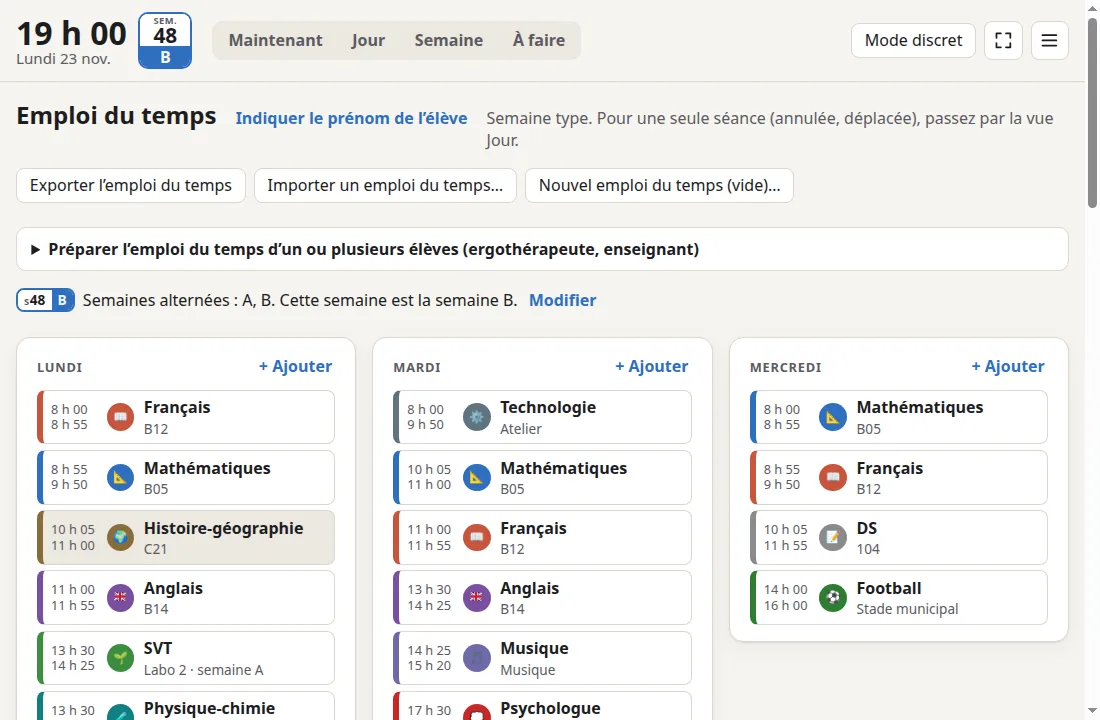 19 h 00
Lundi 23 nov.
SEM.
48
B
Maintenant
Jour
Semaine
À faire
Mode discret
Emploi du temps
Indiquer le prénom de l’élève
Semaine type. Pour une seule séance (annulée, déplacée), passez par la vue
Jour.
Exporter l’emploi du temps
Importer un emploi du temps…
Nouvel emploi du temps (vide)…
Préparer l’emploi du temps d’un ou plusieurs élèves (ergothérapeute, enseignant)
s48 B
Semaines alternées : A, B. Cette semaine est la semaine B.
Modifier
LUNDI
+ Ajouter
8 h 00
8 h 55
Français
B12
8 h 55
9 h 50
Mathématiques
B05
10 h 05
11 h 00
Histoire-géographie
C21
11 h 00
11 h 55
Anglais
B14
13 h 30
14 h 25
SVT
Labo 2 · semaine A
13 h 30
Physique-chimie
MARDI
+ Ajouter
8 h 00
9 h 50
Technologie
Atelier
10 h 05
11 h 00
Mathématiques
B05
11 h 00
11 h 55
Français
B12
13 h 30
14 h 25
Anglais
B14
14 h 25
15 h 20
Musique
Musique
17 h 30
Psychologue
MERCREDI
+ Ajouter
8 h 00
8 h 55
Mathématiques
B05
8 h 55
9 h 50
Français
B12
10 h 05
11 h 55
DS
104
14 h 00
16 h 00
Football
Stade municipal